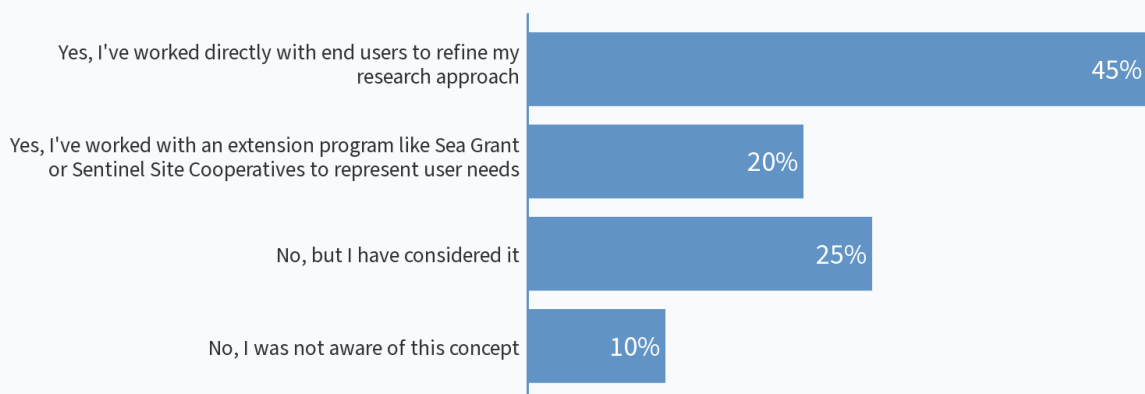 Yes, I've worked directly with end users to refine my
research approach
45%
Yes, I've worked with an extension program like Sea Grant
or Sentinel Site Cooperatives to represent user needs
20%
No, but I have considered it
25%
No, I was not aware of this concept
10%